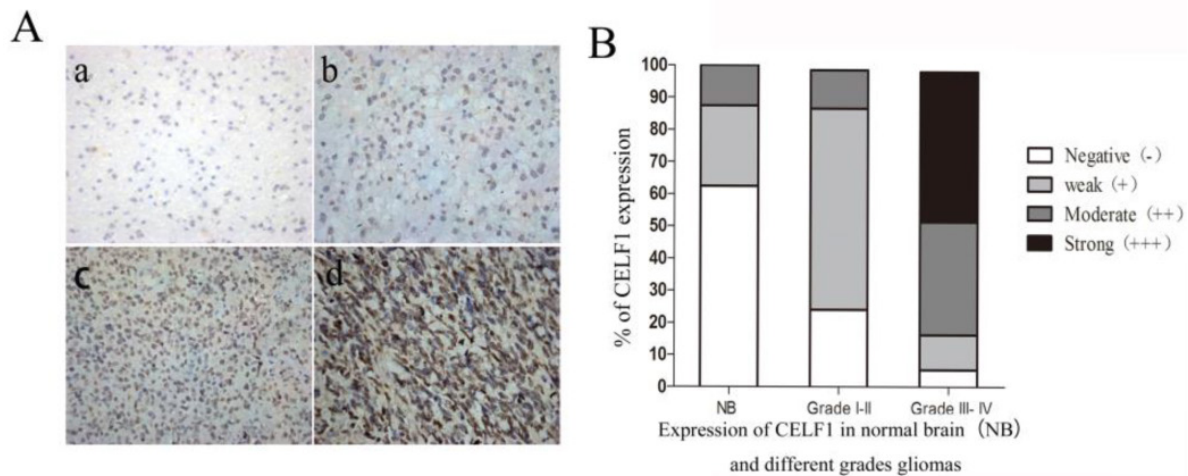 A
a
b
c
d
B
% of CELF1 expression
100
90
80
70
60
50
40
30
20
10
0
NB
Grade I-II
Grade III- IV
Expression of CELF1 in normal brain (NB)
and different grades gliomas
Negative (-)
weak (+)
Moderate (++)
Strong (+++)